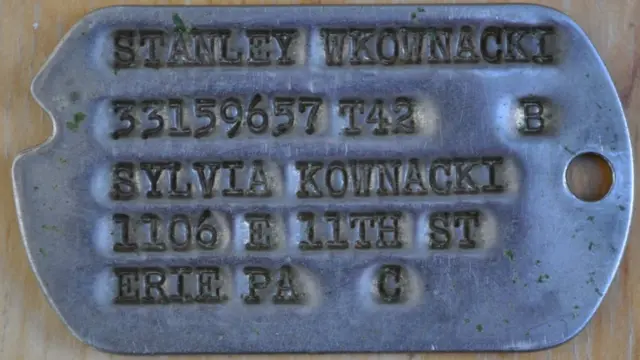 STANLEY WKOWNACKI
33159657 T42 B
SYLVIA KOWNACKI
1106 E 11TH ST
ERIE PA C